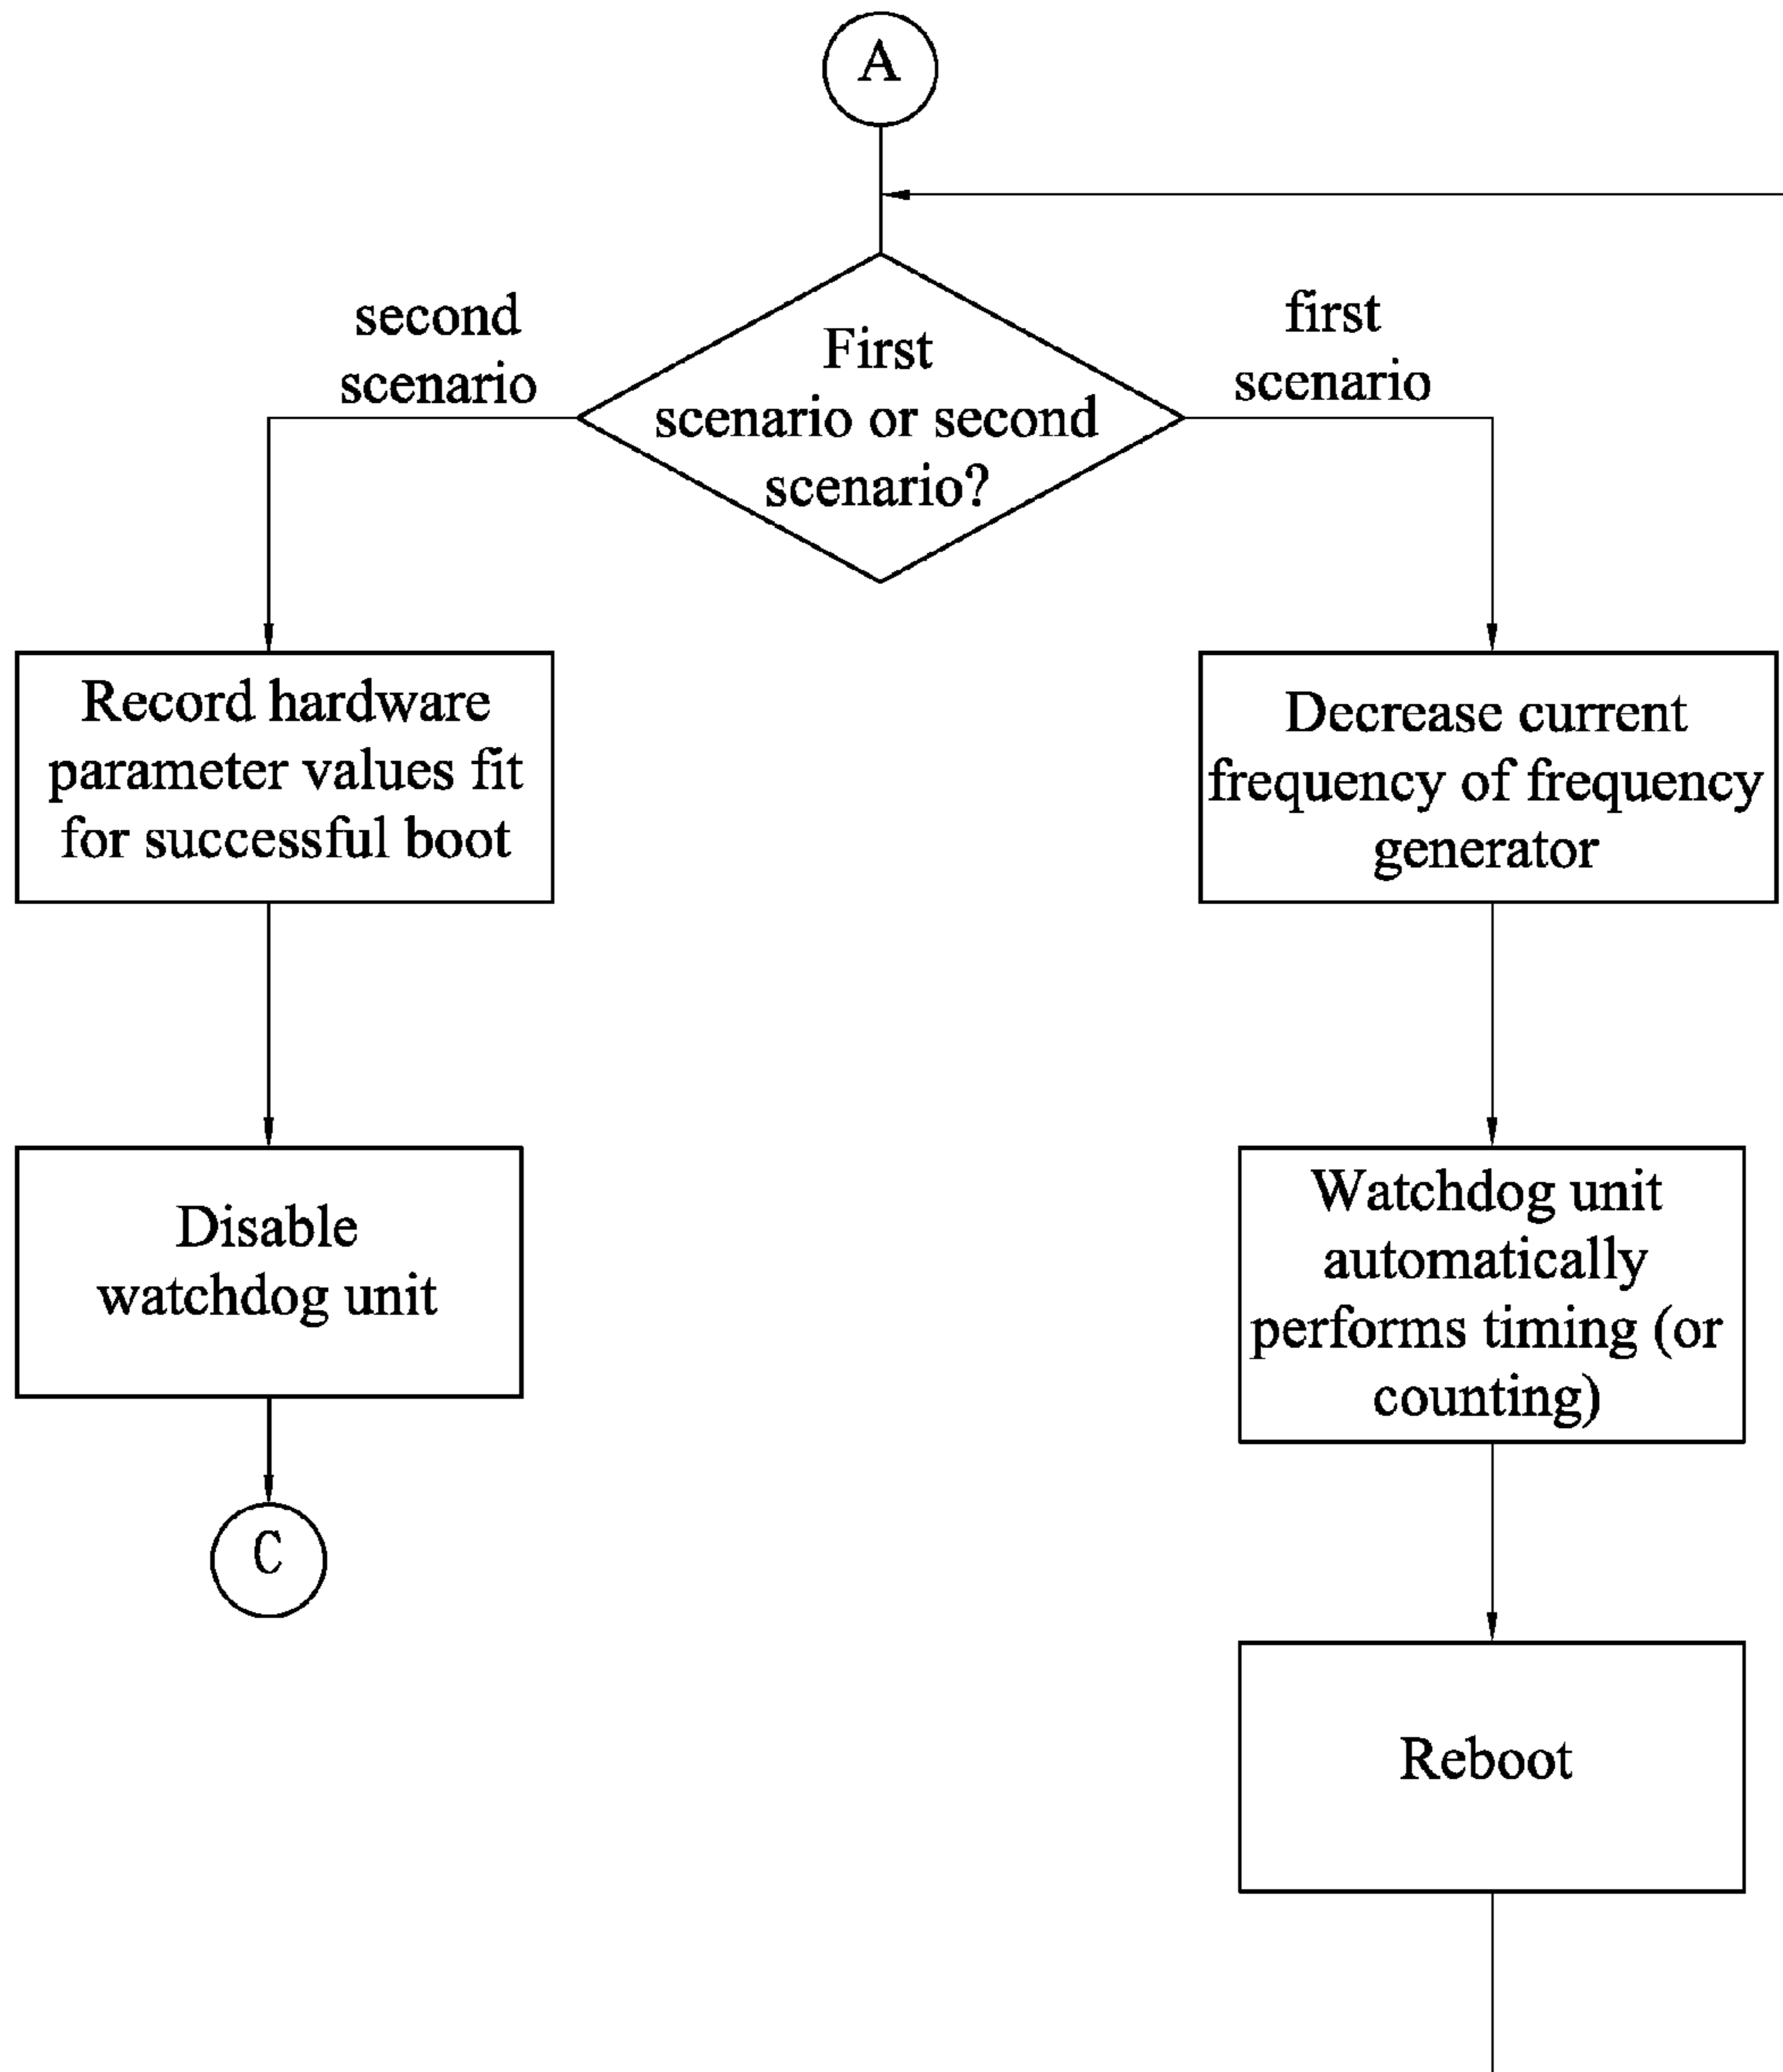 A
second
scenario
First
scenario or second
scenario?
first
scenario
Record hardware
parameter values fit
for successful boot
Decrease current
frequency of frequency
generator
Disable
watchdog unit
Watchdog unit
automatically
performs timing (or
counting)
C
Reboot